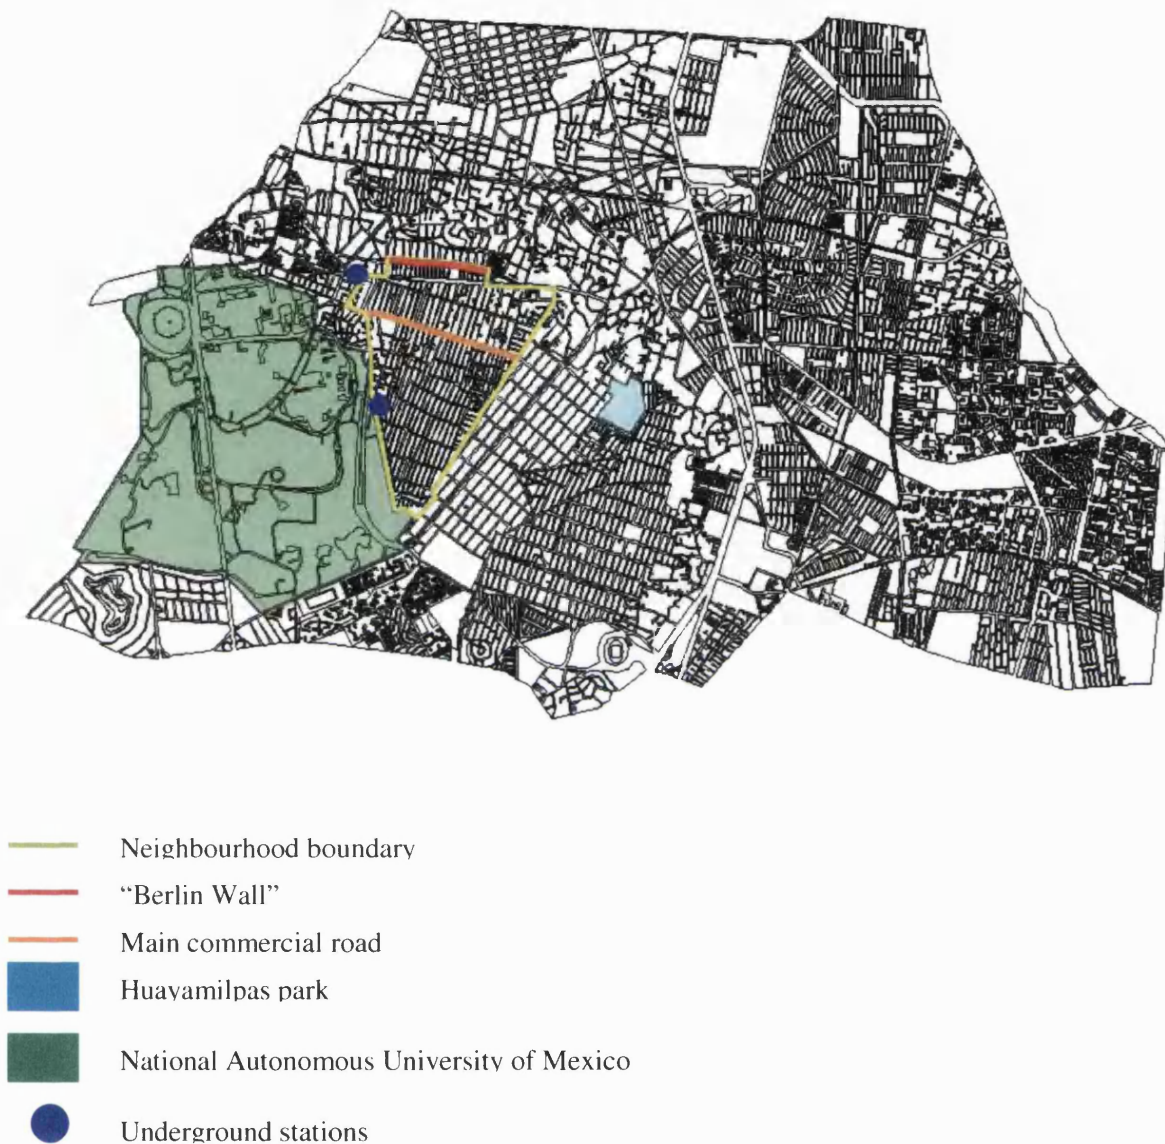 Neighbourhood boundary
“Berlin Wall”
Main commercial road
Huayamilpas park
National Autonomous University of Mexico
Underground stations